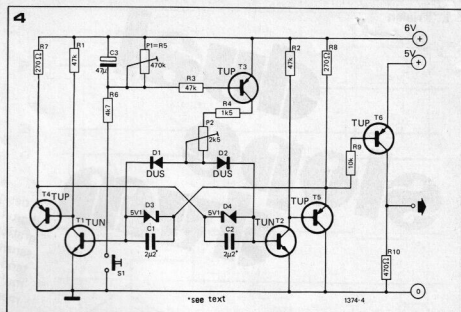 4
R7
270Ω
R1
47k
C3
47µ
P1=R5
470k
R3
47k
T3
TUP
R2
47k
R8
270Ω
6V
+
5V
+
R6
4k7
R4
1k5
P2
2k5
T6
TUP
R9
10k
D1
DUS
D2
DUS
T4
TUP
T1
TUN
5V1
D3
C1
2µ2*
S1
5V1
D4
C2
2µ2*
T2
TUN
TUP
T5
R10
470Ω
*see text
1374-4
0